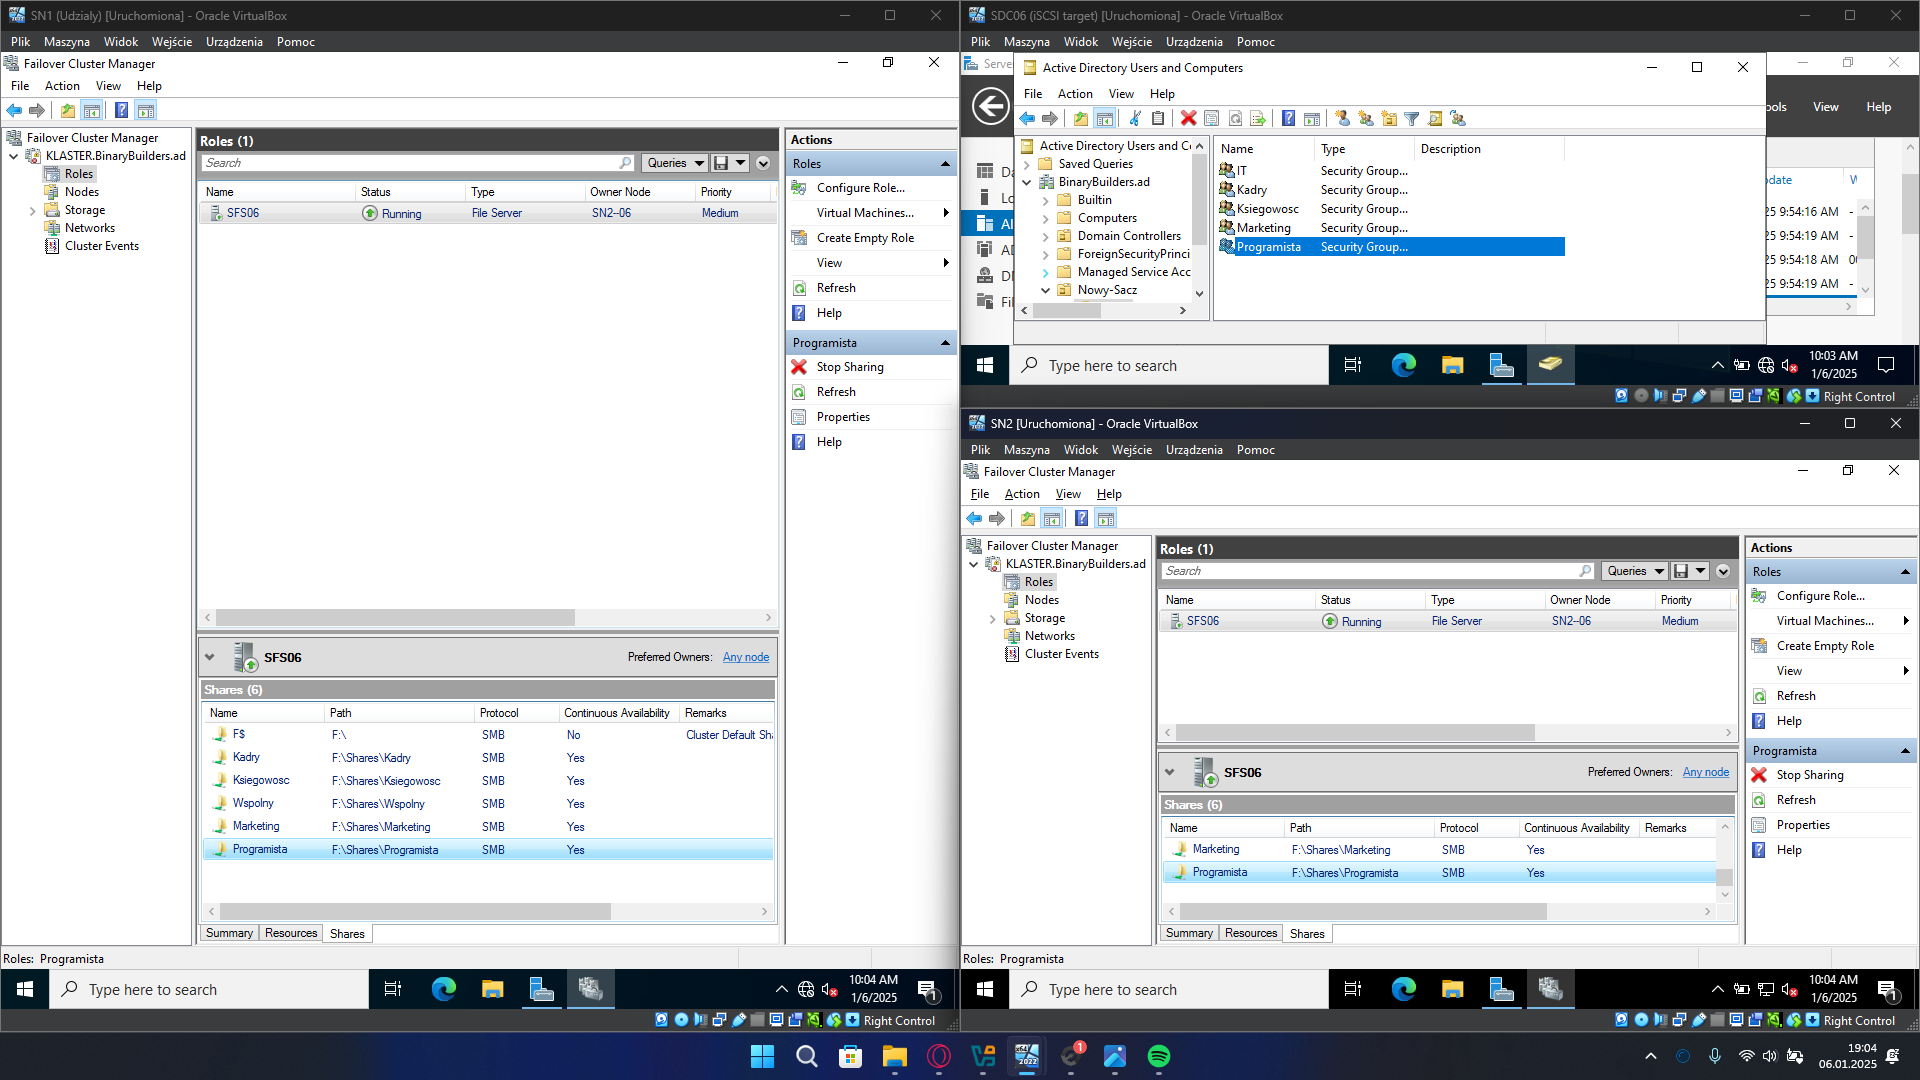 SN1 (Udzialy) [Uruchomiona] - Oracle VirtualBox
Plik Maszyna Widok Wejście Urządzenia Pomoc
Failover Cluster Manager
File Action View Help
Failover Cluster Manager
KLASTER.BinaryBuilders.ad
Roles
Nodes
Storage
Networks
Cluster Events
Roles (1)
Search
Queries
Name Status Type Owner Node Priority
SFS06 Running File Server SN2-06 Medium
SFS06
Preferred Owners: Any node
Shares (6)
Name Path Protocol Continuous Availability Remarks
F$ F:\ SMB No Cluster Default Sha
Kadry F:\Shares\Kadry SMB Yes
Ksiegowosc F:\Shares\Ksiegowosc SMB Yes
Wspolny F:\Shares\Wspolny SMB Yes
Marketing F:\Shares\Marketing SMB Yes
Programista F:\Shares\Programista SMB Yes
Summary Resources Shares
Actions
Roles
Configure Role...
Virtual Machines...
Create Empty Role
View
Refresh
Help
Programista
Stop Sharing
Refresh
Properties
Help
Roles: Programista
Type here to search
10:04 AM
1/6/2025
1
Right Control
SDC06 (iSCSI target) [Uruchomiona] - Oracle VirtualBox
Plik Maszyna Widok Wejście Urządzenia Pomoc
Serve
Active Directory Users and Computers
File Action View Help
ools View Help
Active Directory Users and C
Saved Queries
BinaryBuilders.ad
Builtin
Computers
Domain Controllers
ForeignSecurityPrinci
Managed Service Acc
Nowy-Sacz
Name Type Description
IT Security Group...
Kadry Security Group...
Ksiegowosc Security Group...
Marketing Security Group...
Programista Security Group...
Da
Lo
Al
AD
Fil
pdate
25 9:54:16 AM -
25 9:54:19 AM -
25 9:54:18 AM
25 9:54:19 AM -
Type here to search
10:03 AM
1/6/2025
Right Control
SN2 [Uruchomiona] - Oracle VirtualBox
Plik Maszyna Widok Wejście Urządzenia Pomoc
Failover Cluster Manager
File Action View Help
Failover Cluster Manager
KLASTER.BinaryBuilders.ad
Roles
Nodes
Storage
Networks
Cluster Events
Roles (1)
Search
Queries
Name Status Type Owner Node Priority
SFS06 Running File Server SN2-06 Medium
SFS06
Preferred Owners: Any node
Shares (6)
Name Path Protocol Continuous Availability Remarks
Marketing F:\Shares\Marketing SMB Yes
Programista F:\Shares\Programista SMB Yes
Summary Resources Shares
Actions
Roles
Configure Role...
Virtual Machines...
Create Empty Role
View
Refresh
Help
Programista
Stop Sharing
Refresh
Properties
Help
Roles: Programista
Type here to search
10:04 AM
1/6/2025
1
Right Control
1
19:04
06.01.2025